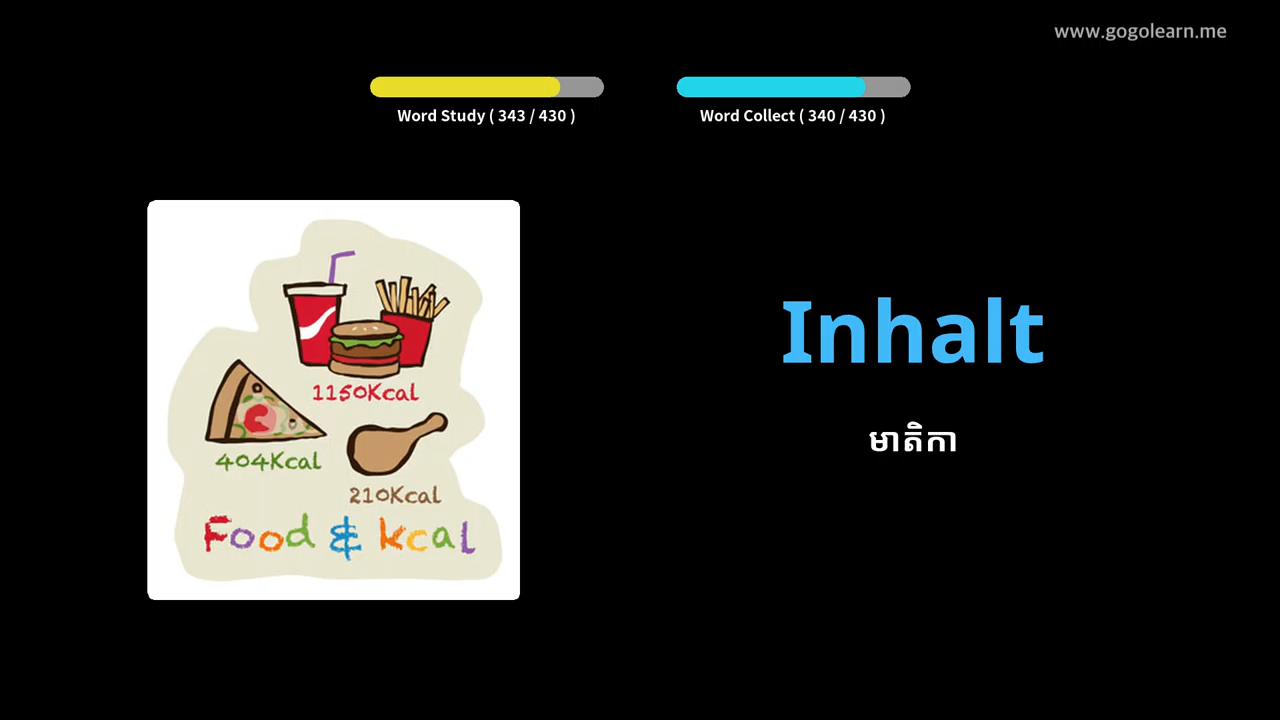 www.gogolearn.me
Word Study ( 343 / 430 )
Word Collect ( 340 / 430 )
1150Kcal
404Kcal
210Kcal
Food & kcal
Inhalt
មាតិកា